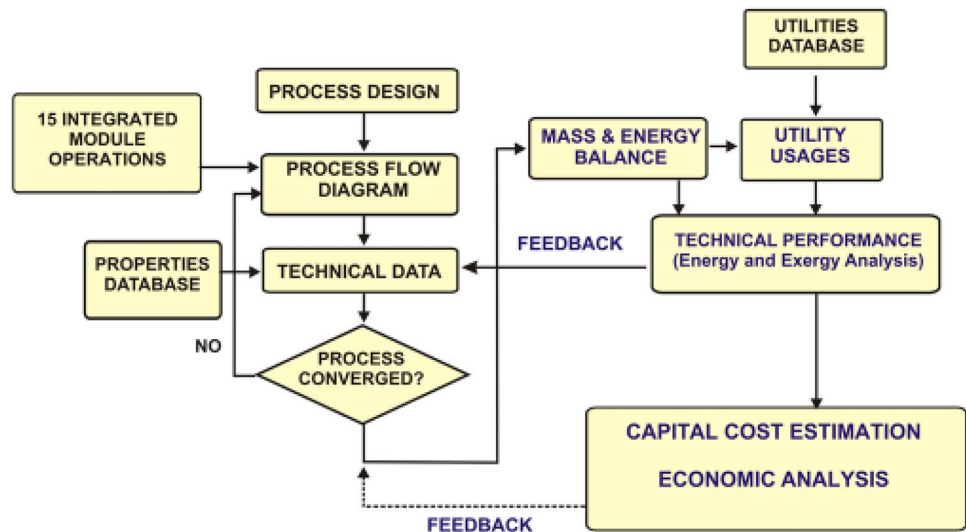 UTILITIES
DATABASE
PROCESS DESIGN
15 INTEGRATED
MODULE
OPERATIONS
MASS & ENERGY
BALANCE
UTILITY
USAGES
PROCESS FLOW
DIAGRAM
FEEDBACK
TECHNICAL PERFORMANCE
(Energy and Exergy Analysis)
PROPERTIES
DATABASE
TECHNICAL DATA
NO
PROCESS
CONVERGED?
CAPITAL COST ESTIMATION
ECONOMIC ANALYSIS
FEEDBACK